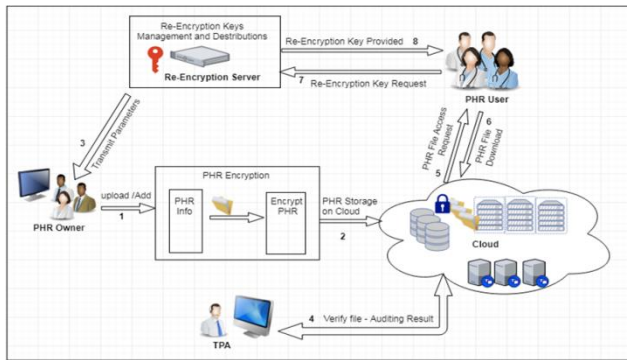 Re-Encryption Keys
Management and Destributions
Re-Encryption Server
Re-Encryption Key Provided 8
7 Re-Encryption Key Request
PHR User
3
Transmit Parameters
5
PHR File Access
Request
6
PHR File
Download
PHR Owner
upload /Add
1
PHR Encryption
PHR
Info
Encrypt
PHR
PHR Storage
on Cloud
2
Cloud
4 Verify file - Auditing Result
TPA